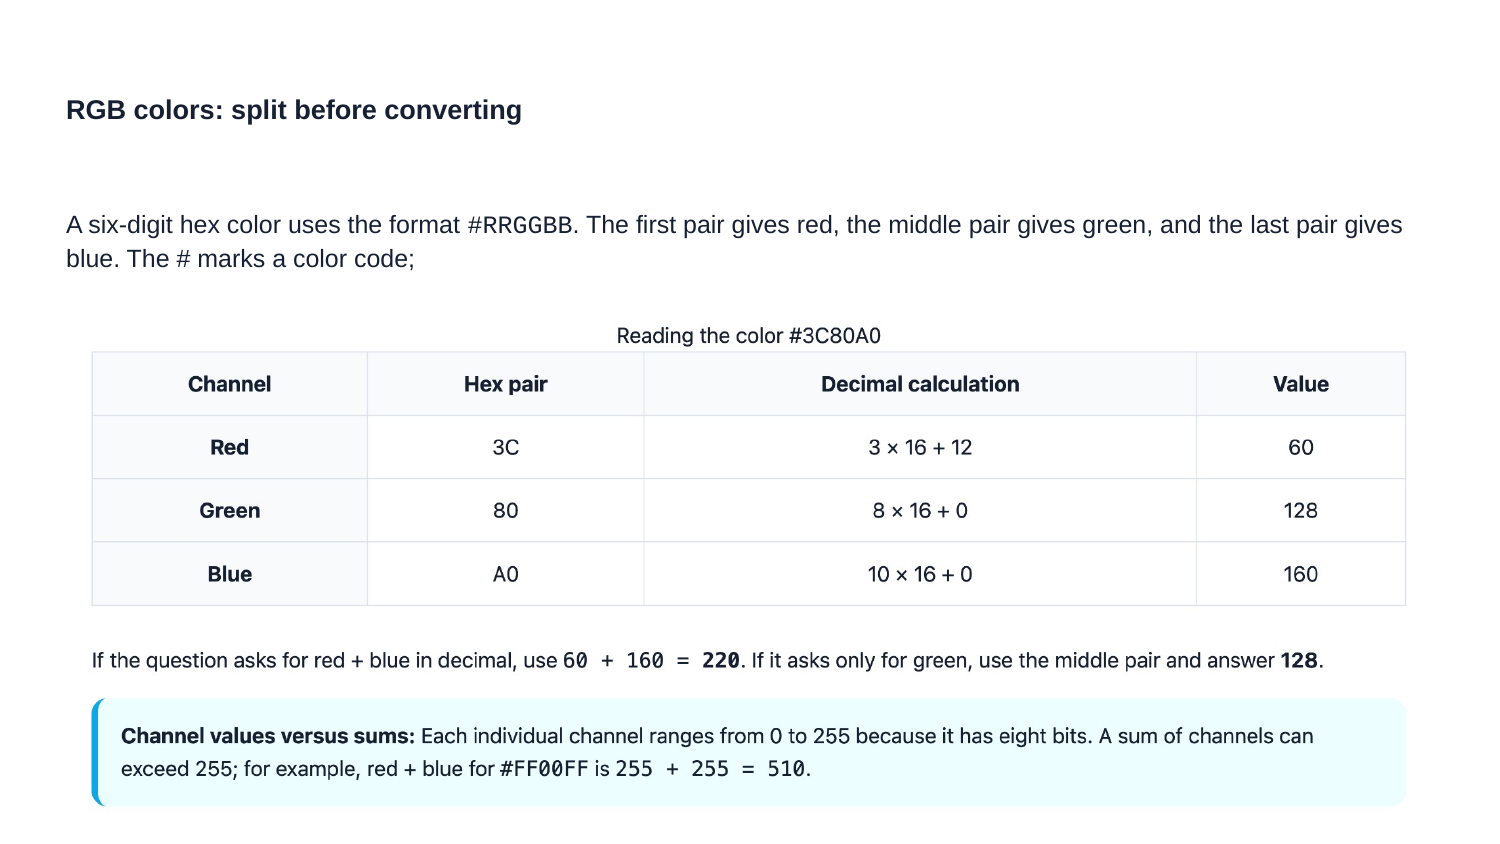 RGB colors: split before converting
A six-digit hex color uses the format #RRGGBB. The first pair gives red, the middle pair gives green, and the last pair gives
blue. The # marks a color code;
Reading the color #3C80A0
Channel Hex pair Decimal calculation Value
Red 3C 3 × 16 + 12 60
Green 80 8 × 16 + 0 128
Blue A0 10 × 16 + 0 160
If the question asks for red + blue in decimal, use 60 + 160 = 220. If it asks only for green, use the middle pair and answer 128.
Channel values versus sums: Each individual channel ranges from 0 to 255 because it has eight bits. A sum of channels can
exceed 255; for example, red + blue for #FF00FF is 255 + 255 = 510.